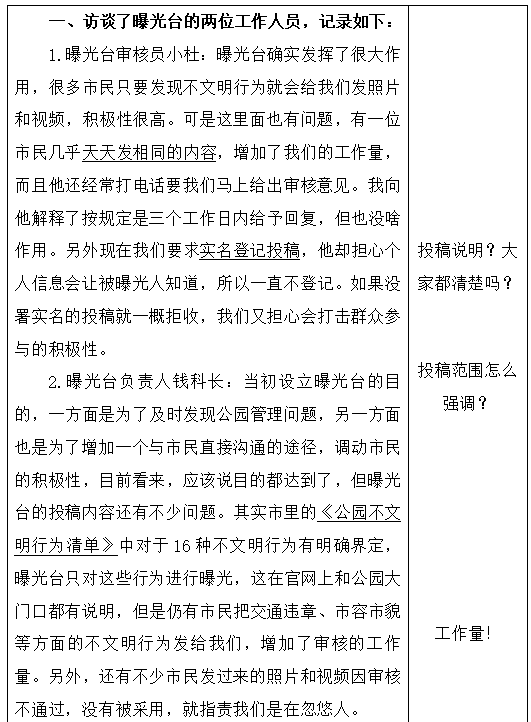 一、访谈了曝光台的两位工作人员，记录如下：
1.曝光台审核员小杜：曝光台确实发挥了很大作
用，很多市民只要发现不文明行为就会给我们发照片
和视频，积极性很高。可是这里面也有问题，有一位
市民几乎天天发相同的内容，增加了我们的工作量，
而且他还经常打电话要我们马上给出审核意见。我向
他解释了按规定是三个工作日内给予回复，但也没啥
作用。另外现在我们要求实名登记投稿，他却担心个
人信息会让被曝光人知道，所以一直不登记。如果没
署实名的投稿就一概拒收，我们又担心会打击群众参
与的积极性。
2.曝光台负责人钱科长：当初设立曝光台的目
的，一方面是为了及时发现公园管理问题，另一方面
也是为了增加一个与市民直接沟通的途径，调动市民
的积极性，目前看来，应该说目的都达到了，但曝光
台的投稿内容还有不少问题。其实市里的《公园不文
明行为清单》中对于16种不文明行为有明确界定，
曝光台只对这些行为进行曝光，这在官网上和公园大
门口都有说明，但是仍有市民把交通违章、市容市貌
等方面的不文明行为发给我们，增加了审核的工作
量。另外，还有不少市民发过来的照片和视频因审核
不通过，没有被采用，就指责我们是在忽悠人。
投稿说明？大
家都清楚吗？
投稿范围怎么
强调？
工作量！